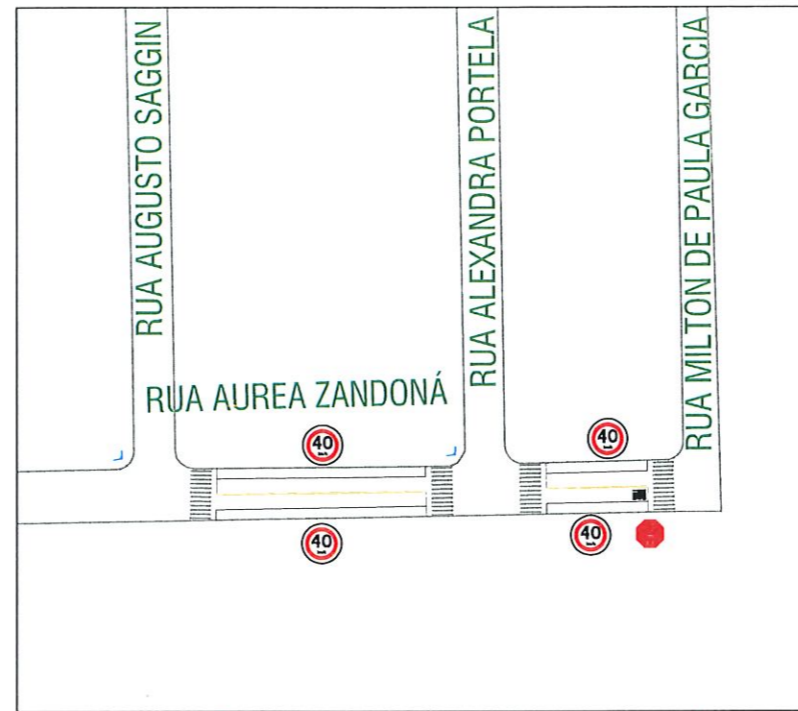 RUA AUGUSTO SAGGIN
RUA ALEXANDRA PORTELA
RUA MILTON DE PAULA GARCIA
RUA AUREA ZANDONÁ
40
40
40
40